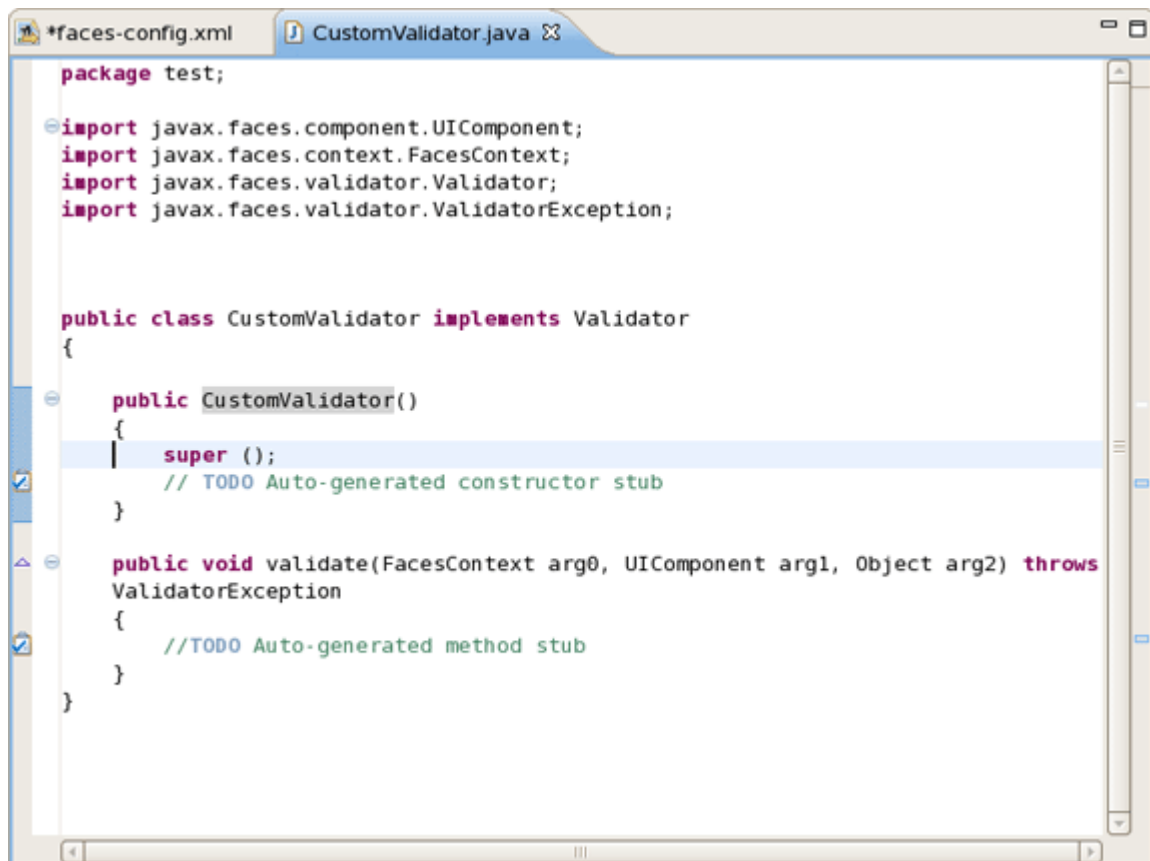 *faces-config.xml
CustomValidator.java
package test;
import javax.faces.component.UIComponent;
import javax.faces.context.FacesContext;
import javax.faces.validator.Validator;
import javax.faces.validator.ValidatorException;
public class CustomValidator implements Validator
{
public CustomValidator()
{
super ();
// TODO Auto-generated constructor stub
}
public void validate(FacesContext arg0, UIComponent arg1, Object arg2) throws
ValidatorException
{
//TODO Auto-generated method stub
}
}